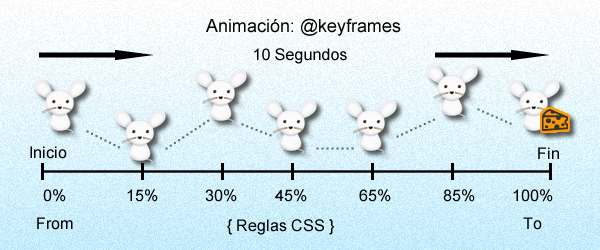 Animación: @keyframes
10 Segundos
Inicio
Fin
0% 15% 30% 45% 65% 85% 100%
From { Reglas CSS } To